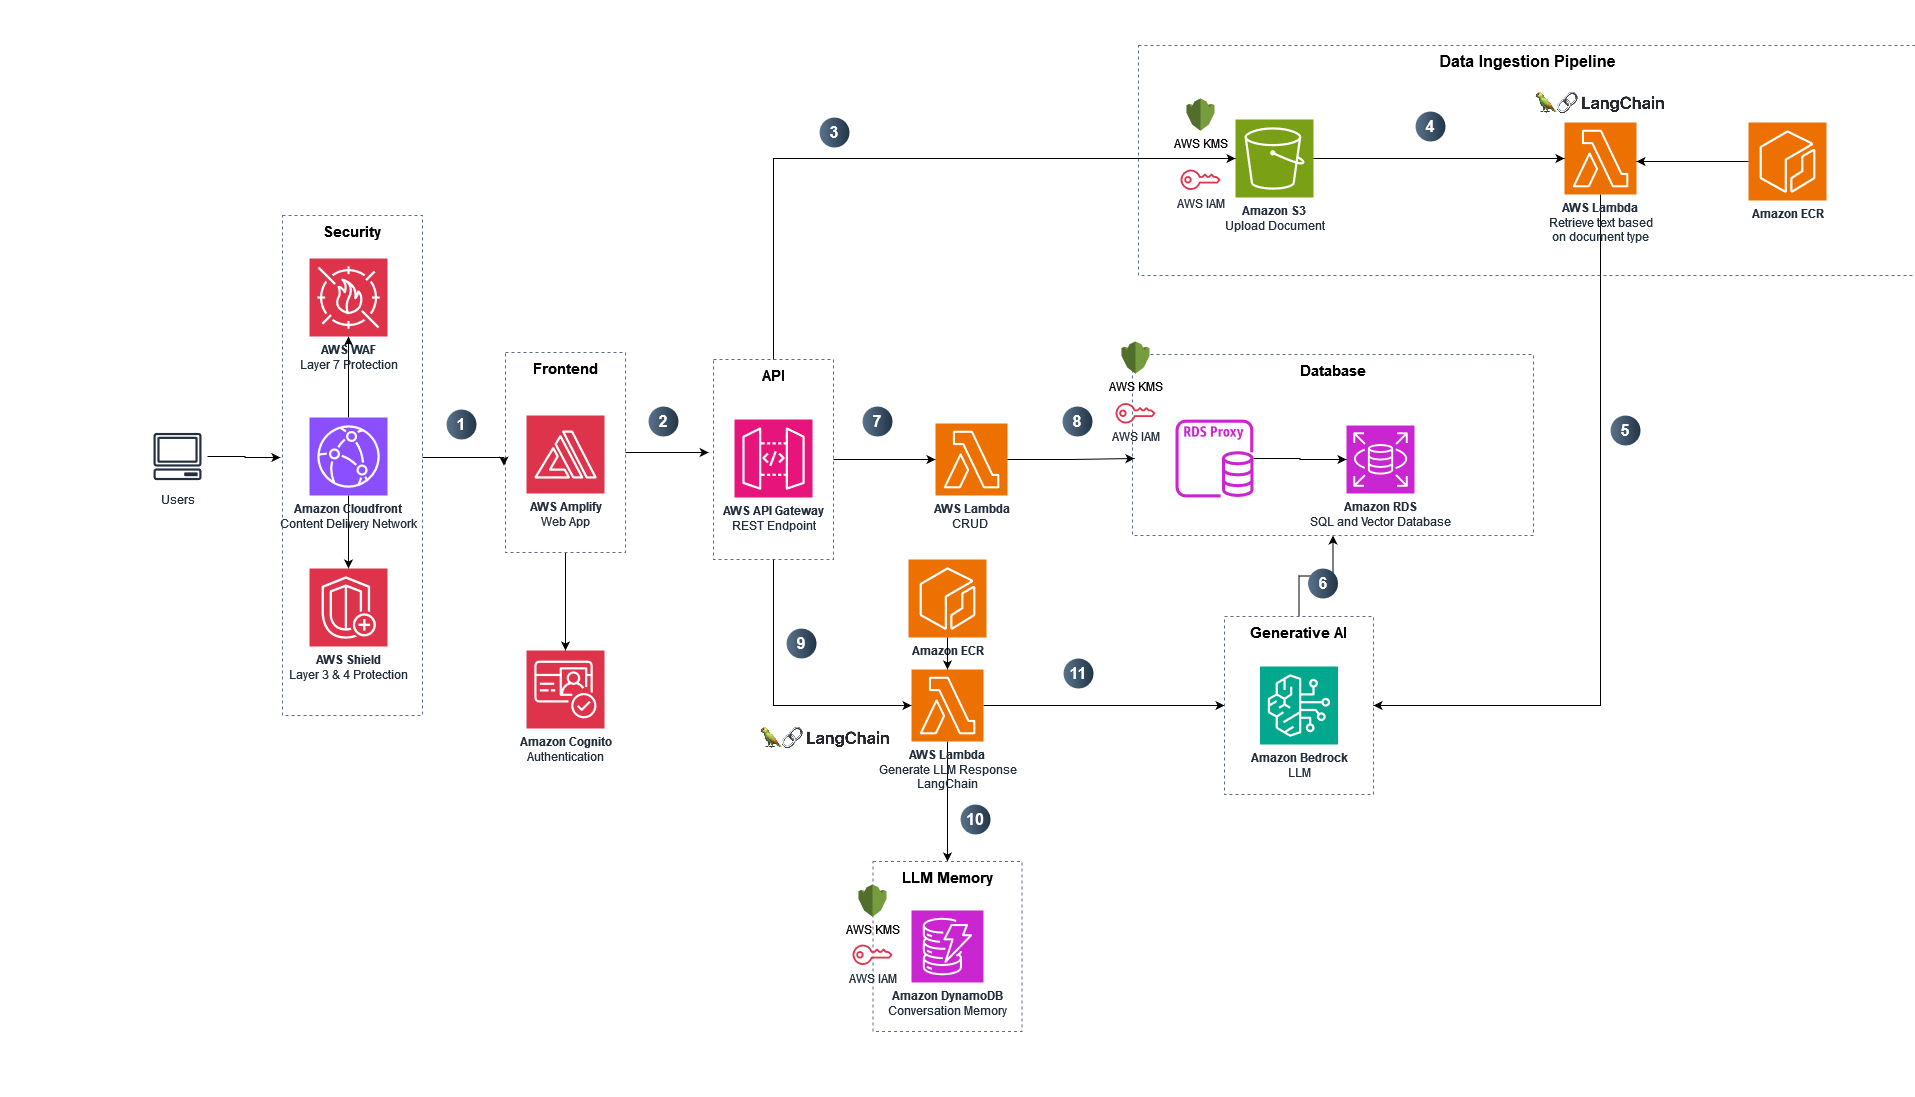 Data Ingestion Pipeline
LangChain
3
4
AWS KMS
AWS IAM
Amazon S3
Upload Document
AWS Lambda
Retrieve text based
on document type
Amazon ECR
Security
AWS WAF
Layer 7 Protection
Amazon Cloudfront
Content Delivery Network
AWS Shield
Layer 3 & 4 Protection
Users
1
Frontend
AWS Amplify
Web App
2
Amazon Cognito
Authentication
API
AWS API Gateway
REST Endpoint
7
AWS Lambda
CRUD
8
AWS KMS
AWS IAM
Database
RDS Proxy
Amazon RDS
SQL and Vector Database
5
6
9
Amazon ECR
LangChain
AWS Lambda
Generate LLM Response
LangChain
11
Generative AI
Amazon Bedrock
LLM
10
LLM Memory
AWS KMS
AWS IAM
Amazon DynamoDB
Conversation Memory